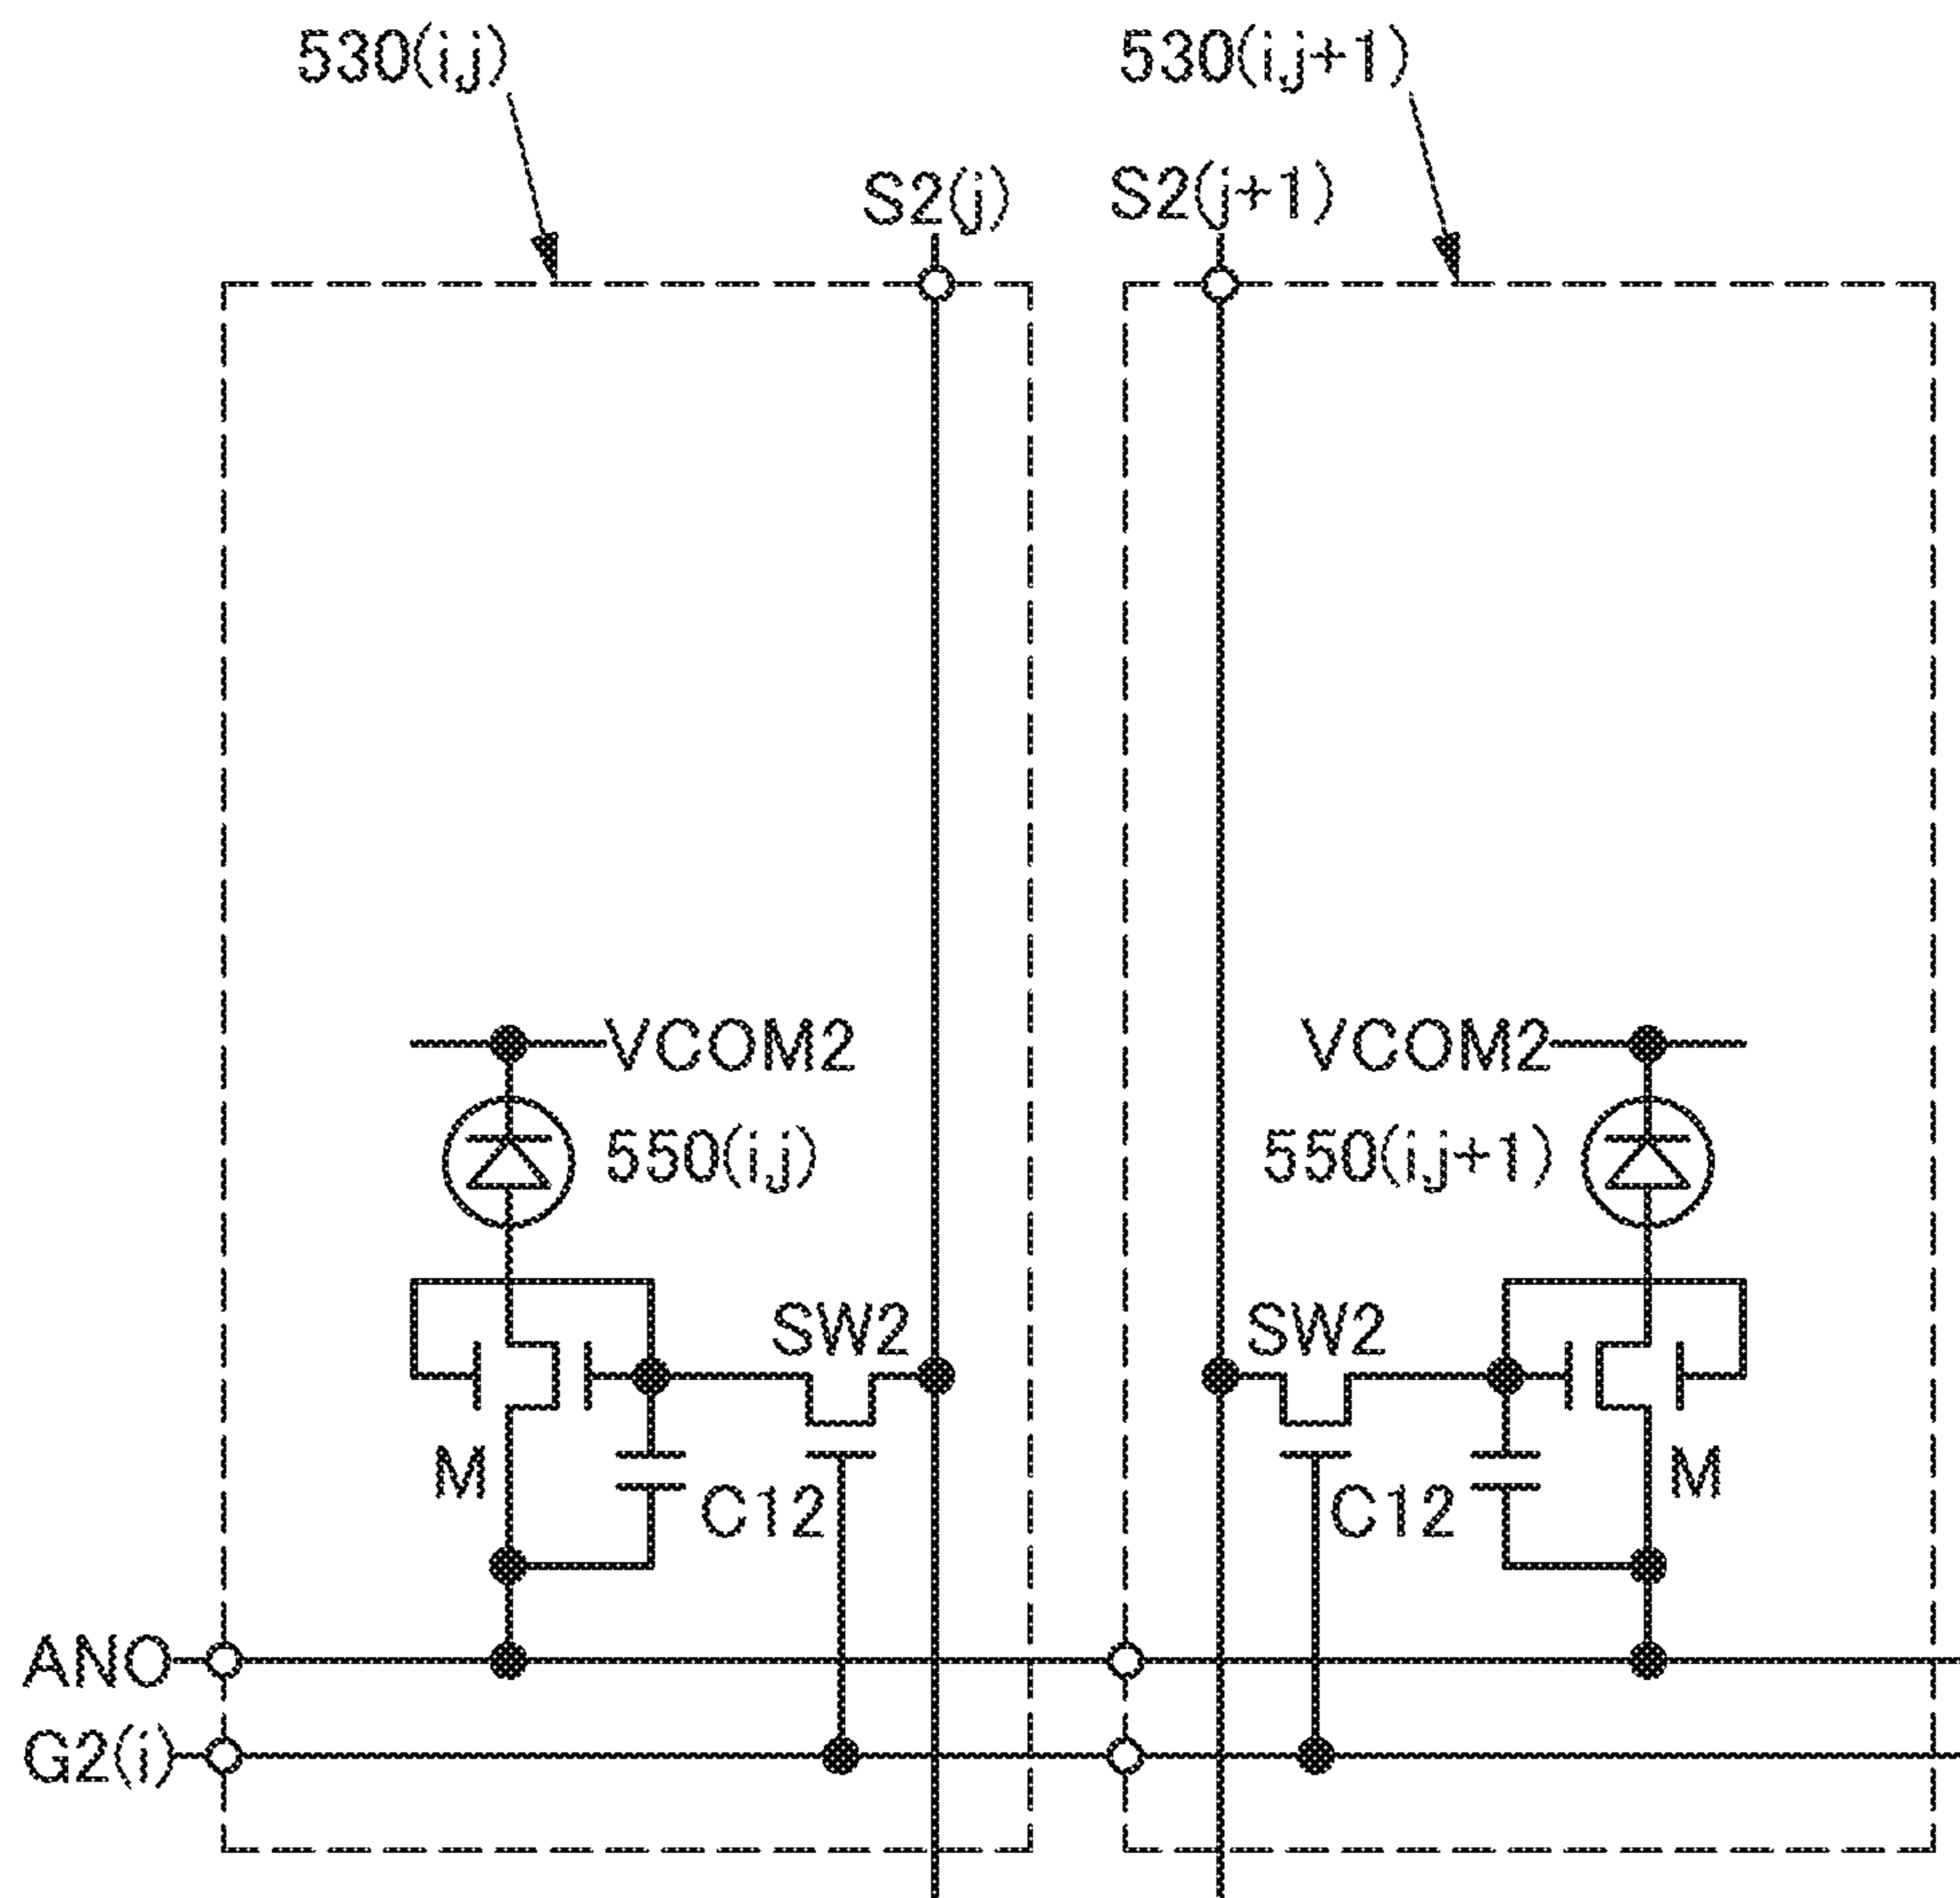 530(i,j) 530(i,j+1)
S2(j) S2(j+1)
VCOM2 VCOM2
550(i,j) 550(i,j+1)
SW2 SW2
M C12 C12 M
ANO
G2(i)